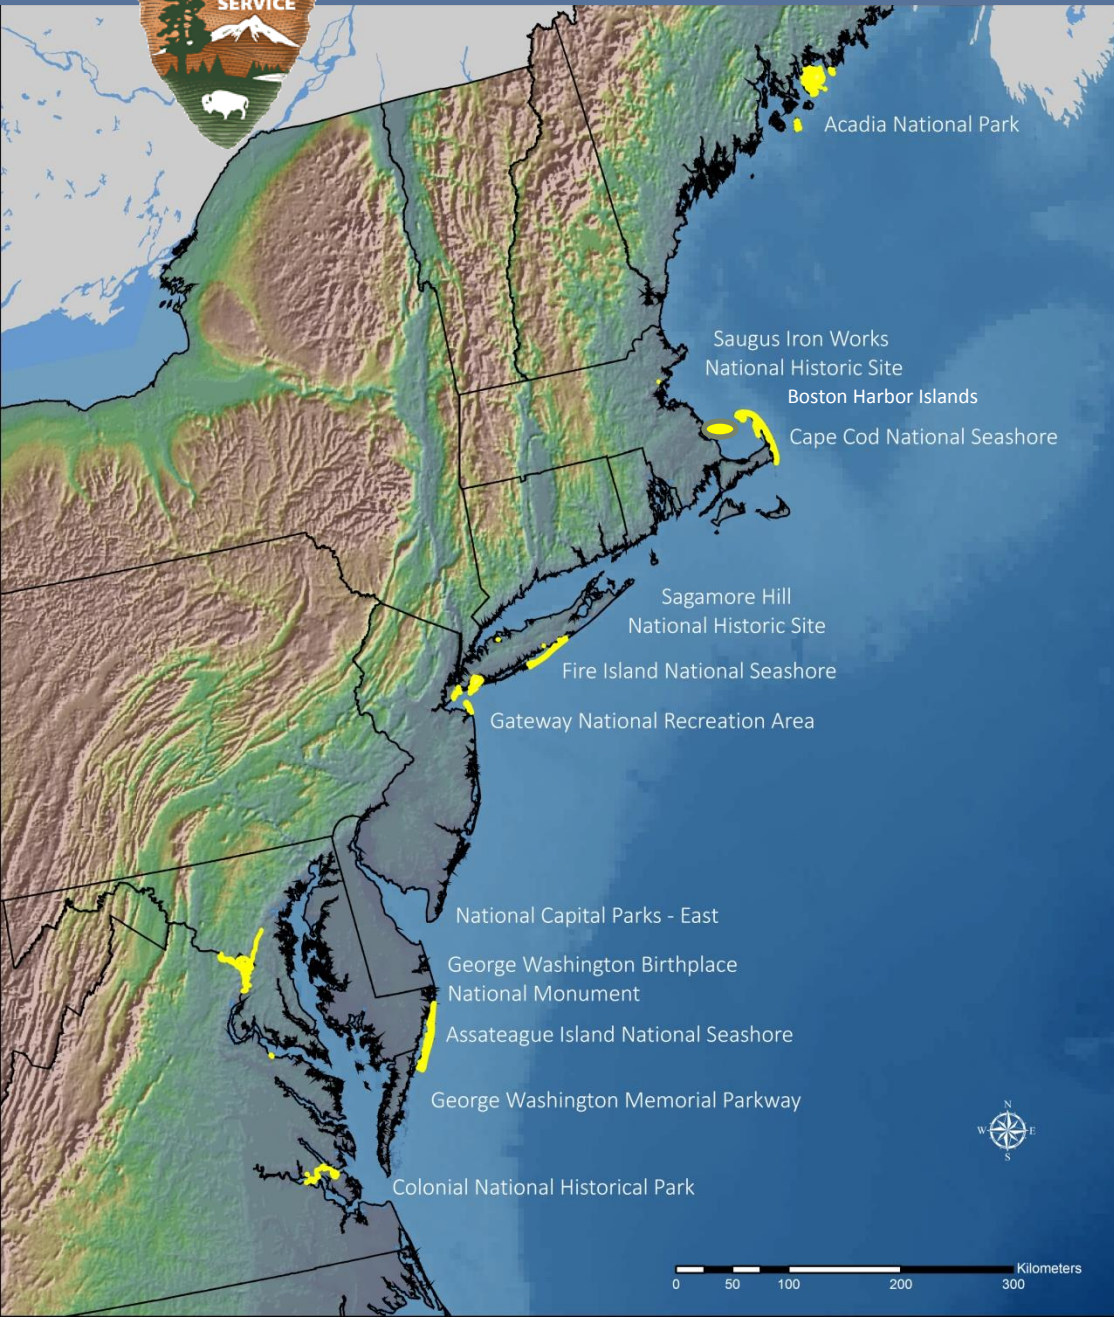 SERVICE
Acadia National Park
Saugus Iron Works
National Historic Site
Boston Harbor Islands
Cape Cod National Seashore
Sagamore Hill
National Historic Site
Fire Island National Seashore
Gateway National Recreation Area
National Capital Parks - East
George Washington Birthplace
National Monument
Assateague Island National Seashore
George Washington Memorial Parkway
N
W E
S
Colonial National Historical Park
Kilometers
0 50 100 200 300